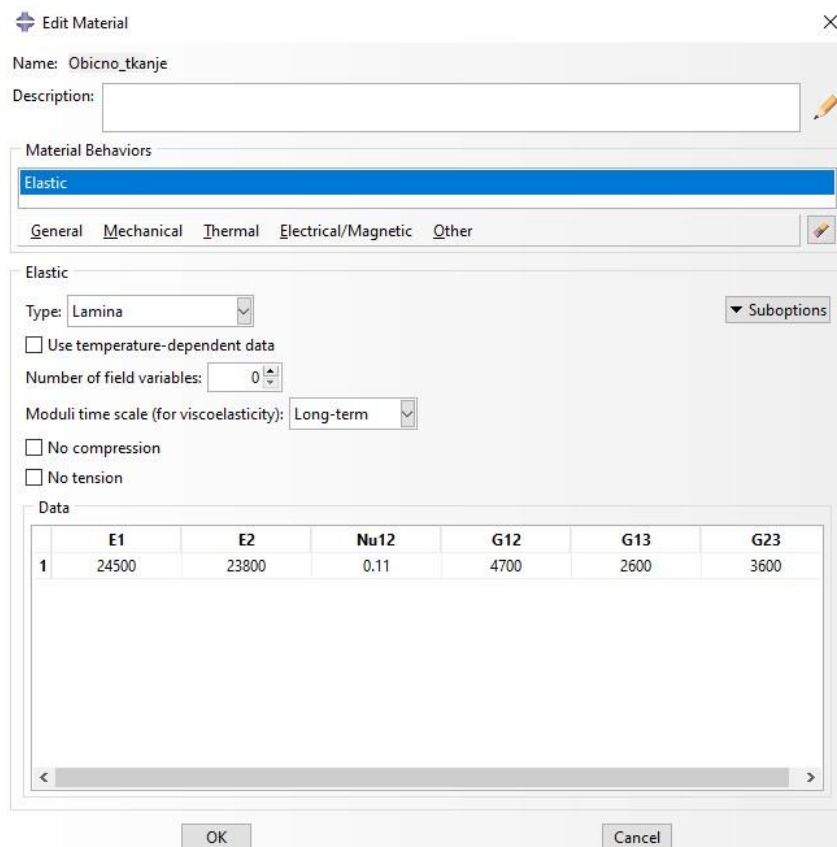 Edit Material
Name: Obicno_tkanje
Description:
Material Behaviors
Elastic
General Mechanical Thermal Electrical/Magnetic Other
Elastic
Type: Lamina
Suboptions
Use temperature-dependent data
Number of field variables: 0
Moduli time scale (for viscoelasticity): Long-term
No compression
No tension
Data
E1 E2 Nu12 G12 G13 G23
1 24500 23800 0.11 4700 2600 3600
OK Cancel